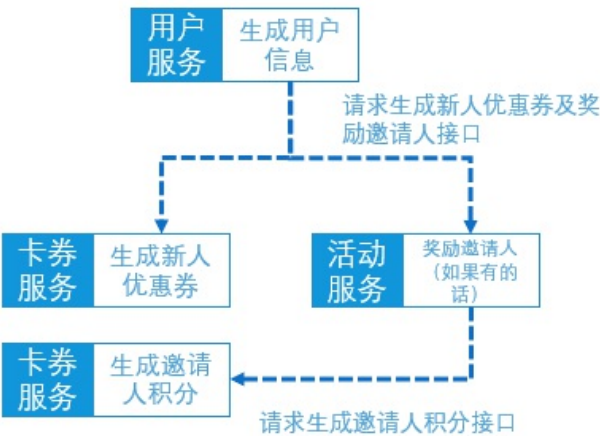 用户
服务
生成用户
信息
请求生成新人优惠券及奖
励邀请人接口
卡券
服务
生成新人
优惠券
活动
服务
奖励邀请人
（如果有的
话）
卡券
服务
生成邀请
人积分
请求生成邀请人积分接口